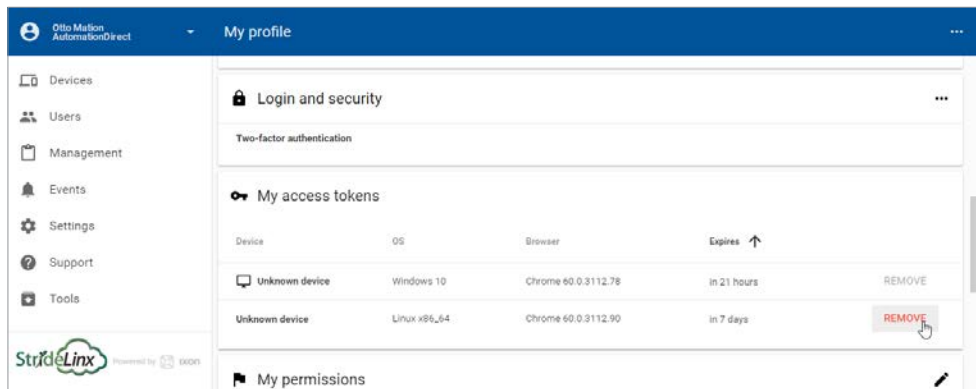 Otto Mation
AutomationDirect
My profile
Devices
Users
Management
Events
Settings
Support
Tools
StrideLinx Powered by IXON
Login and security
Two-factor authentication
My access tokens
Device OS Browser Expires
Unknown device Windows 10 Chrome 60.0.3112.78 in 21 hours REMOVE
Unknown device Linux x86_64 Chrome 60.0.3112.90 in 7 days REMOVE
My permissions